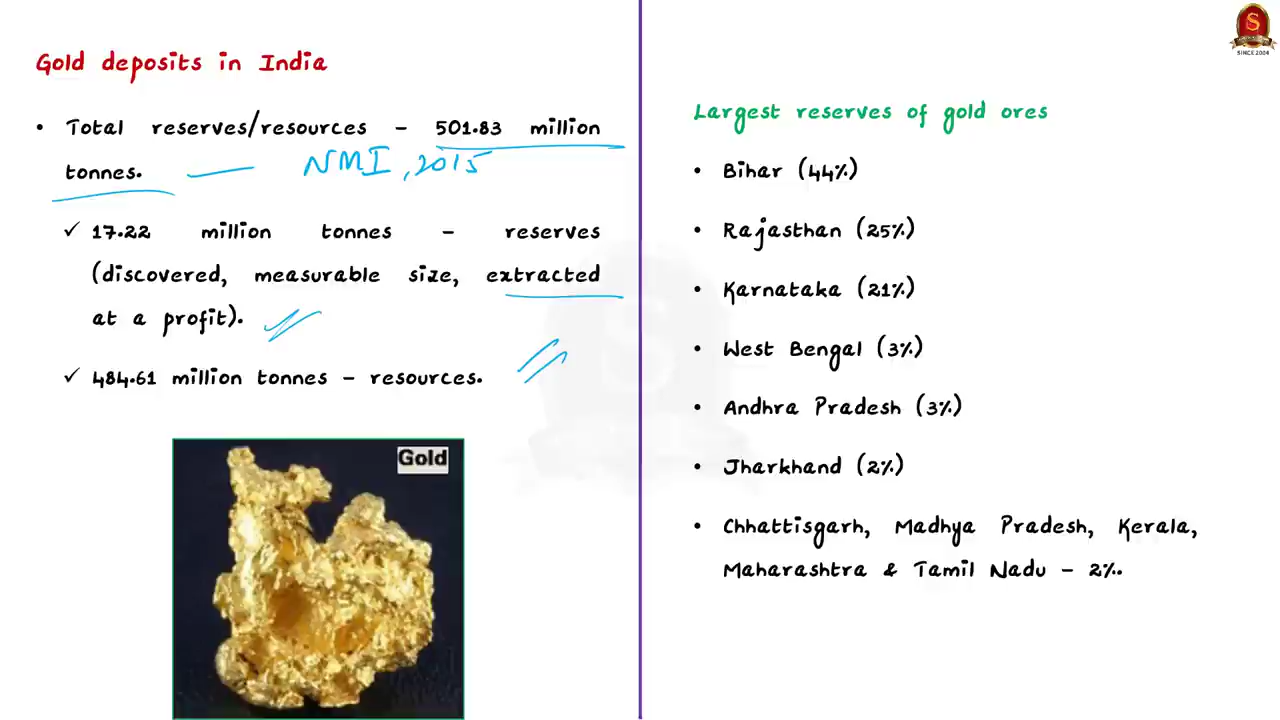 SINCE 2004
Gold deposits in India
• Total reserves/resources – 501.83 million
tonnes. — NMI, 2015
✓ 17.22 million tonnes – reserves
(discovered, measurable size, extracted
at a profit).
✓ 484.61 million tonnes – resources.
Gold
Largest reserves of gold ores
• Bihar (44%)
• Rajasthan (25%)
• Karnataka (21%)
• West Bengal (3%)
• Andhra Pradesh (3%)
• Jharkhand (2%)
• Chhattisgarh, Madhya Pradesh, Kerala,
Maharashtra & Tamil Nadu – 2%.